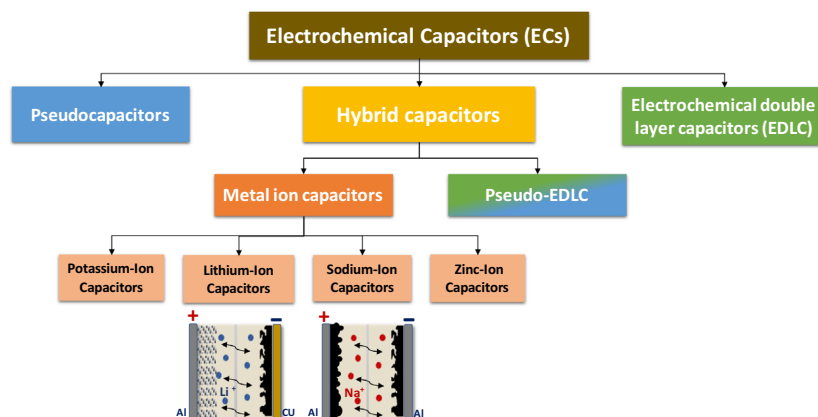 Electrochemical Capacitors (ECs)
Pseudocapacitors
Hybrid capacitors
Electrochemical double
layer capacitors (EDLC)
Metal ion capacitors
Pseudo-EDLC
Potassium-Ion
Capacitors
Lithium-Ion
Capacitors
Sodium-Ion
Capacitors
Zinc-Ion
Capacitors
+
−
+
−
Li⁺
Na⁺
Al
CU
Al
Al